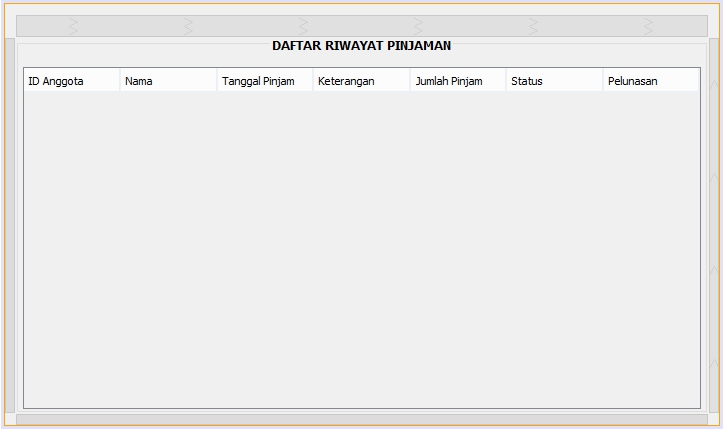 DAFTAR RIWAYAT PINJAMAN
ID Anggota Nama Tanggal Pinjam Keterangan Jumlah Pinjam Status Pelunasan